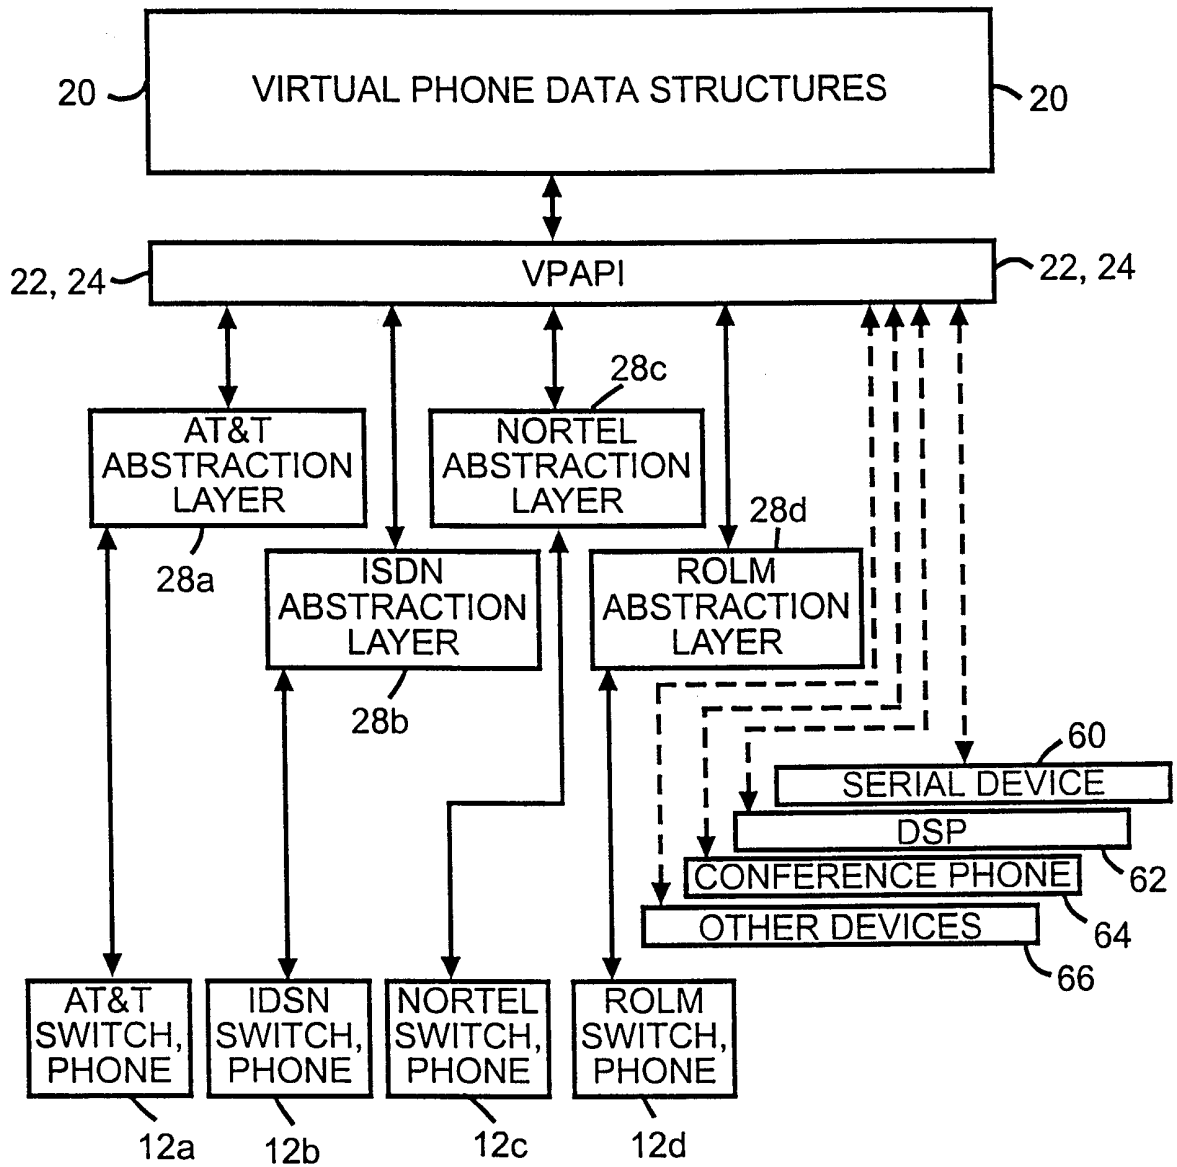 VIRTUAL PHONE DATA STRUCTURES
20
20
VPAPI
22, 24
22, 24
28c
AT&T
ABSTRACTION
LAYER
NORTEL
ABSTRACTION
LAYER
28a
28d
ISDN
ABSTRACTION
LAYER
ROLM
ABSTRACTION
LAYER
28b
60
SERIAL DEVICE
DSP
62
CONFERENCE PHONE
64
OTHER DEVICES
66
AT&T
SWITCH,
PHONE
IDSN
SWITCH,
PHONE
NORTEL
SWITCH,
PHONE
ROLM
SWITCH,
PHONE
12a
12b
12c
12d